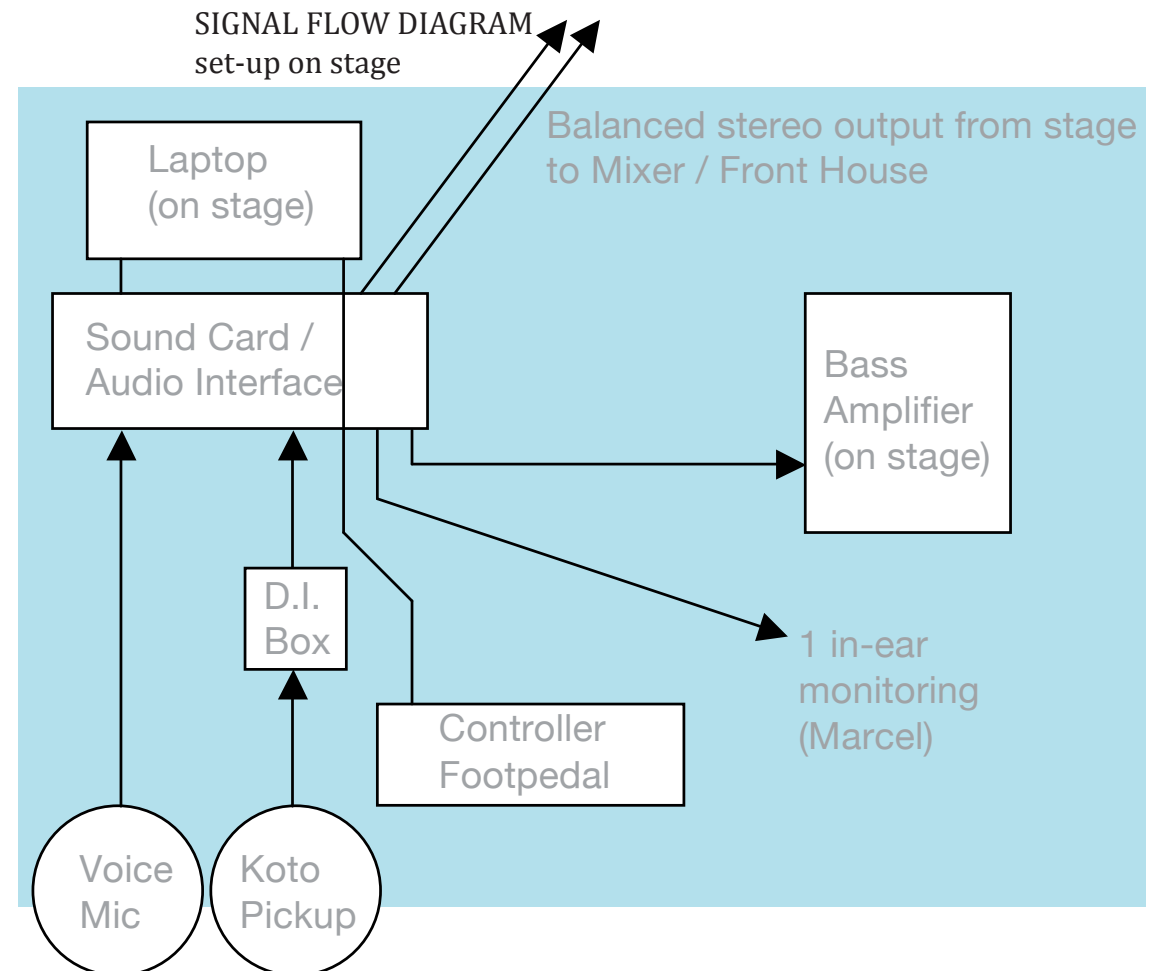 SIGNAL FLOW DIAGRAM
set-up on stage
Balanced stereo output from stage
to Mixer / Front House
Laptop
(on stage)
Sound Card /
Audio Interface
Bass
Amplifier
(on stage)
D.I.
Box
1 in-ear
monitoring
(Marcel)
Controller
Footpedal
Voice
Mic
Koto
Pickup